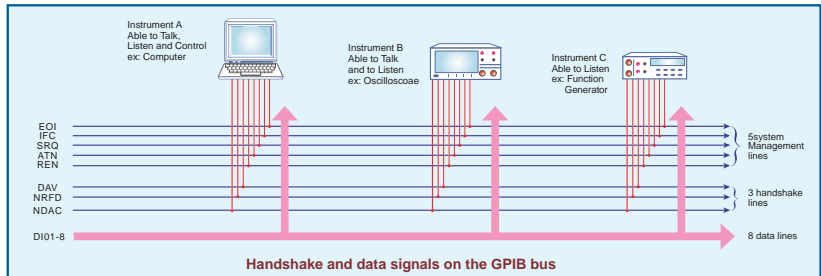 Instrument A
Able to Talk,
Listen and Control
ex: Computer
Instrument B
Able to Talk
and to Listen
ex: Oscilloscoae
Instrument C
Able to Listen
ex: Function
Generator
EOI
IFC
SRQ
ATN
REN
5system
Management
lines
DAV
NRFD
NDAC
3 handshake
lines
DI01-8
8 data lines
Handshake and data signals on the GPIB bus